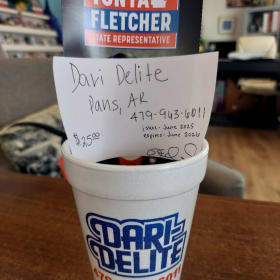 TONYA
FLETCHER
STATE REPRESENTATIVE
Dari Delite
Paris, AR
479-963-6011
issue - June 2025
expires - June 2026
$25.00
DARI-
DELITE